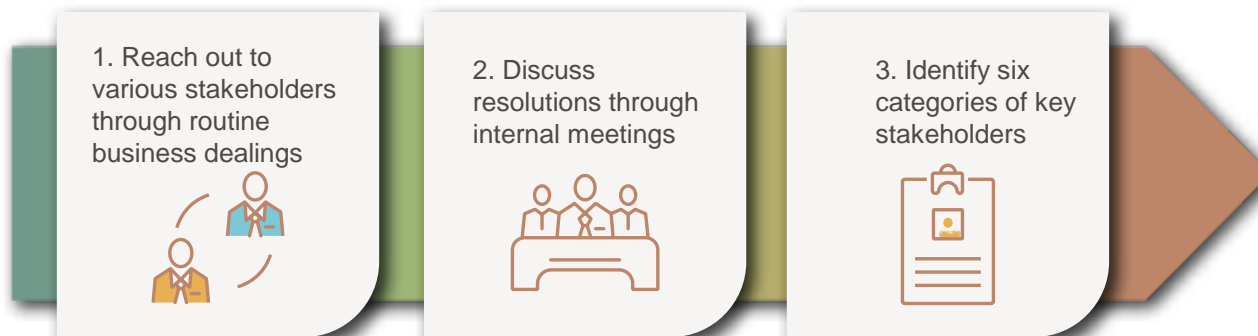 1. Reach out to
various stakeholders
through routine
business dealings
2. Discuss
resolutions through
internal meetings
3. Identify six
categories of key
stakeholders